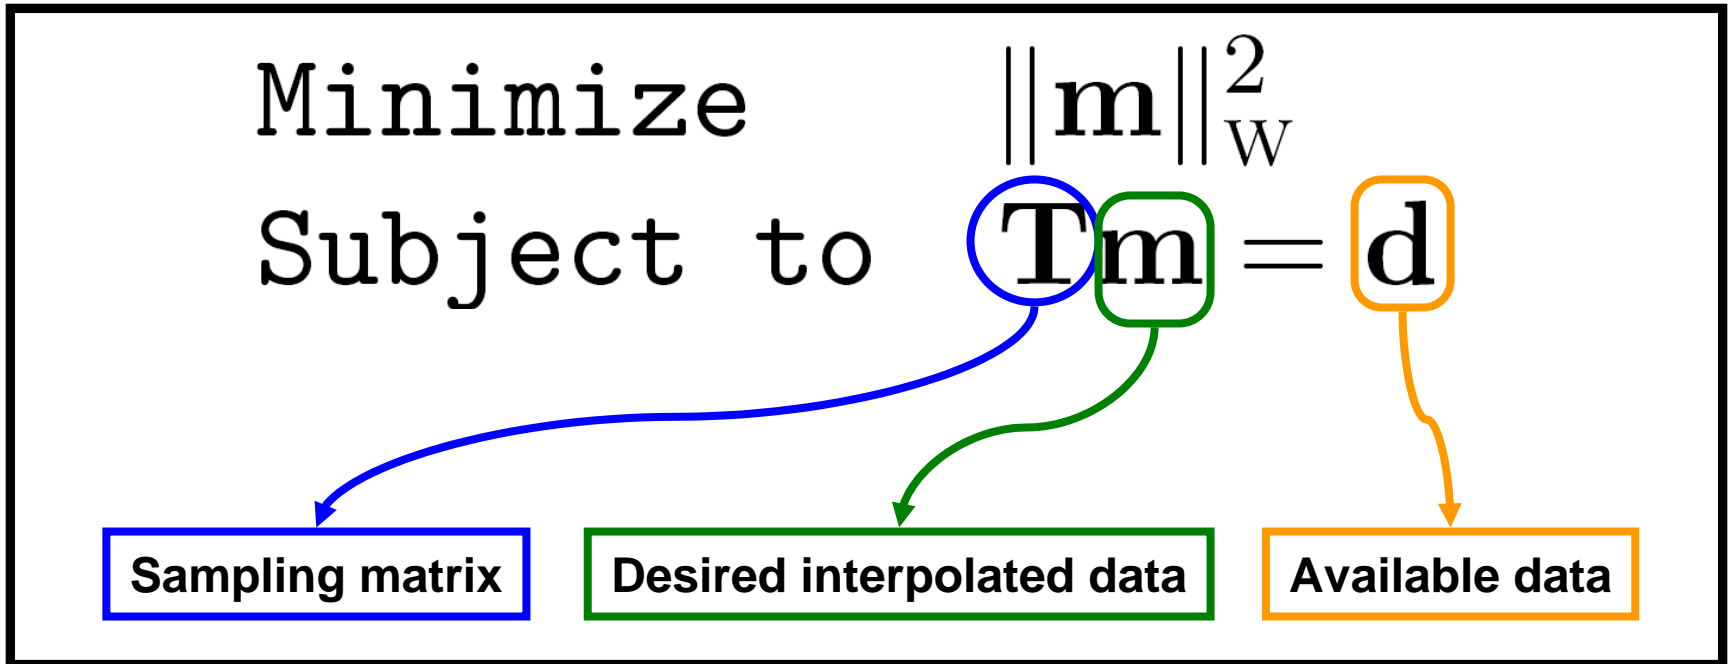 Minimize ‖m‖²_W
Subject to Tm = d
Sampling matrix
Desired interpolated data
Available data